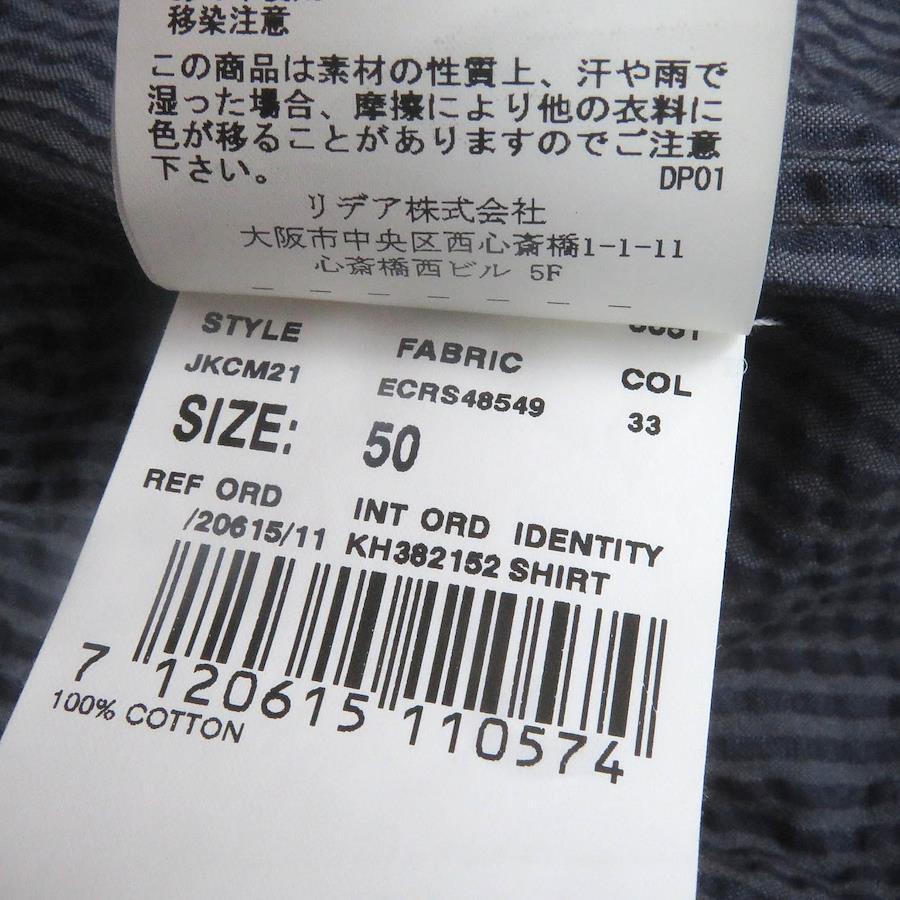 移染注意
この商品は素材の性質上、汗や雨で
湿った場合、摩擦により他の衣料に
色が移ることがありますのでご注意
下さい。 DP01
リデア株式会社
大阪市中央区西心斎橋1-1-11
心斎橋西ビル 5F
STYLE FABRIC COL
JKCM21 ECRS48549 33
SIZE: 50
REF ORD INT ORD IDENTITY
/20615/11 KH382152 SHIRT
7 120615 110574
100% COTTON